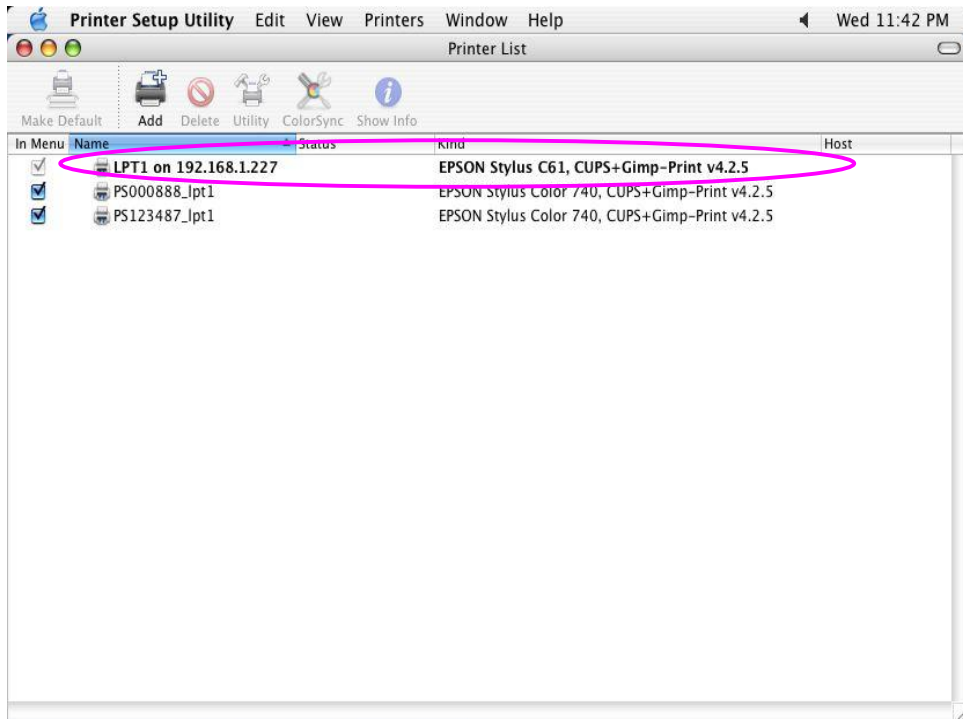 Printer Setup Utility Edit View Printers Window Help Wed 11:42 PM
Printer List
Make Default Add Delete Utility ColorSync Show Info
In Menu Name Status Kind Host
LPT1 on 192.168.1.227 EPSON Stylus C61, CUPS+Gimp-Print v4.2.5
PS000888_lpt1 EPSON Stylus Color 740, CUPS+Gimp-Print v4.2.5
PS123487_lpt1 EPSON Stylus Color 740, CUPS+Gimp-Print v4.2.5